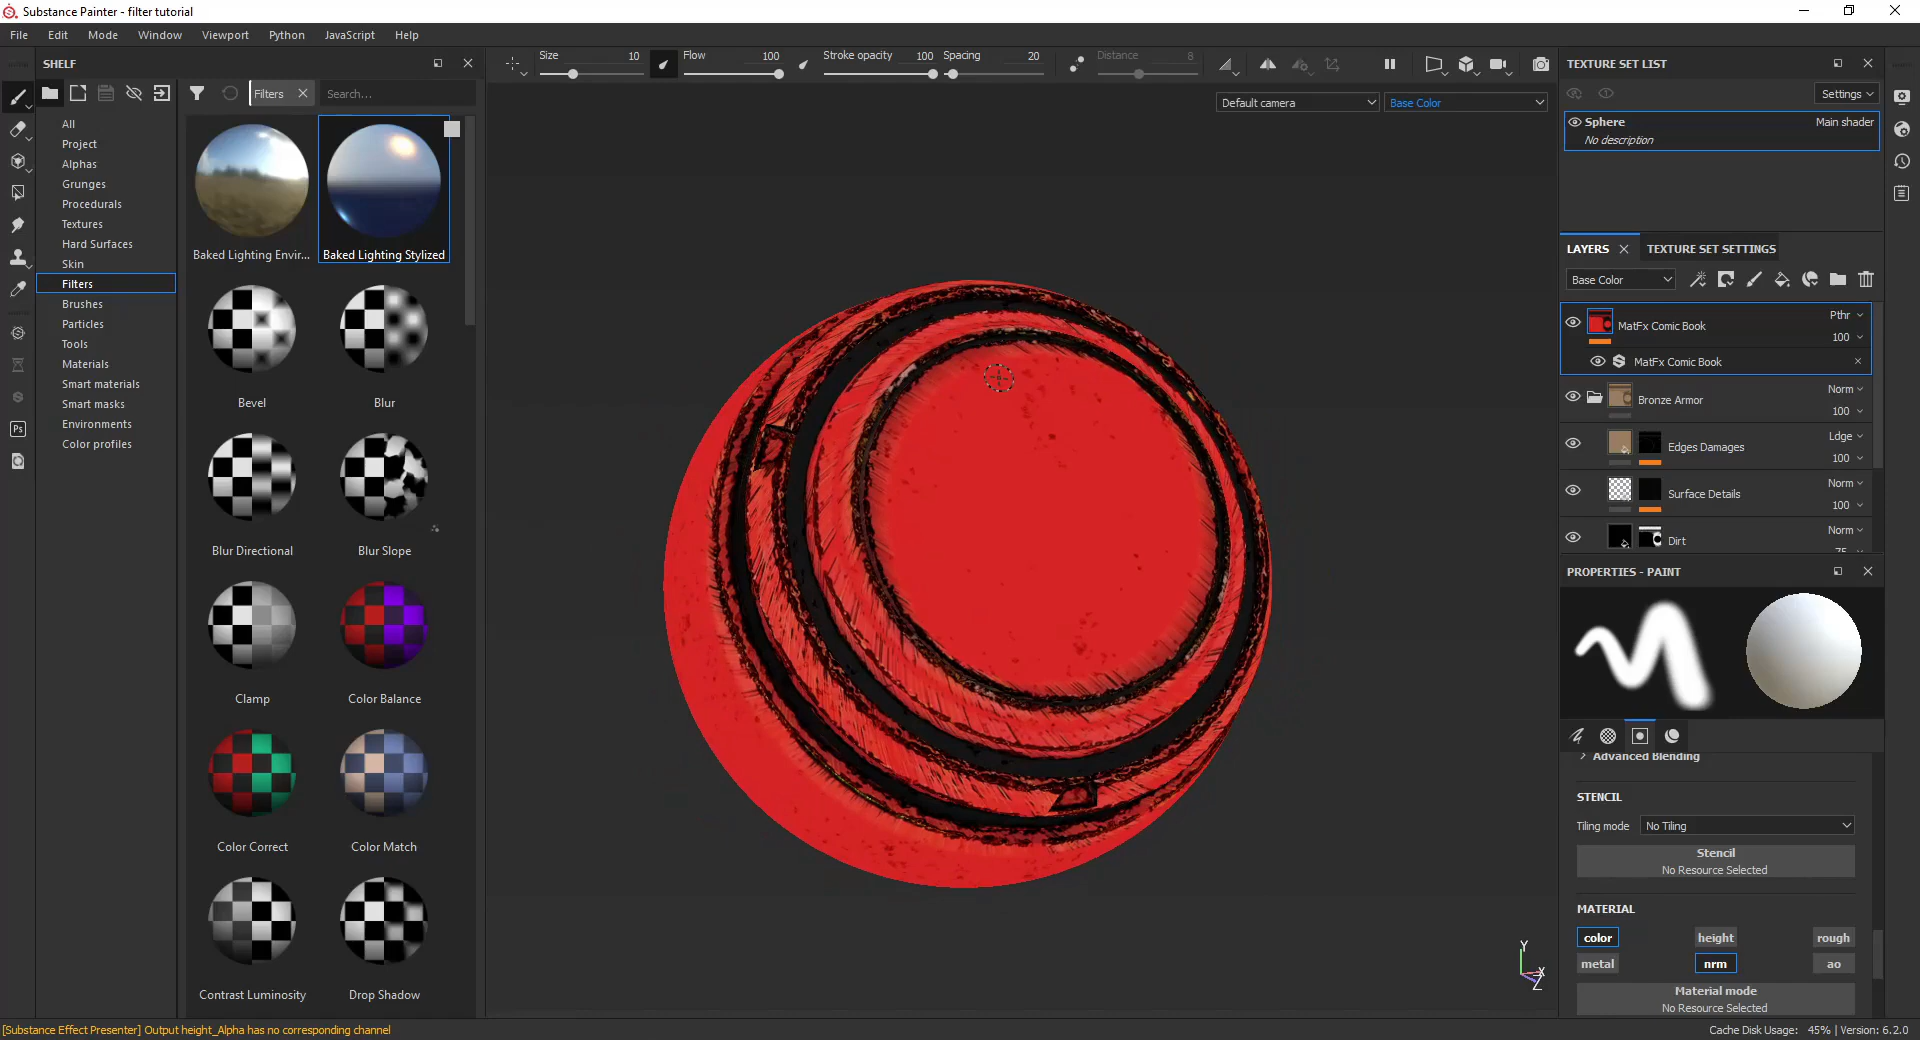 Substance Painter - filter tutorial
File Edit Mode Window Viewport Python JavaScript Help
SHELF
Size 10 Flow 100 Stroke opacity 100 Spacing 20 Distance 8
Filters Search...
All
Project
Alphas
Grunges
Procedurals
Textures
Hard Surfaces
Skin
Filters
Brushes
Particles
Tools
Materials
Smart materials
Smart masks
Environments
Color profiles
Ps
Baked Lighting Envir... Baked Lighting Stylized
Bevel Blur
Blur Directional Blur Slope
Clamp Color Balance
Color Correct Color Match
Contrast Luminosity Drop Shadow
Default camera Base Color
Y
X
Z
TEXTURE SET LIST
Settings
Sphere Main shader
No description
LAYERS TEXTURE SET SETTINGS
Base Color
MatFx Comic Book Pthr
100
MatFx Comic Book
Bronze Armor Norm
100
Edges Damages Ldge
100
Surface Details Norm
100
Dirt Norm
75
PROPERTIES - PAINT
Advanced Blending
STENCIL
Tiling mode No Tiling
Stencil
No Resource Selected
MATERIAL
color height rough
metal nrm ao
Material mode
No Resource Selected
[Substance Effect Presenter] Output height_Alpha has no corresponding channel
Cache Disk Usage: 45% | Version: 6.2.0